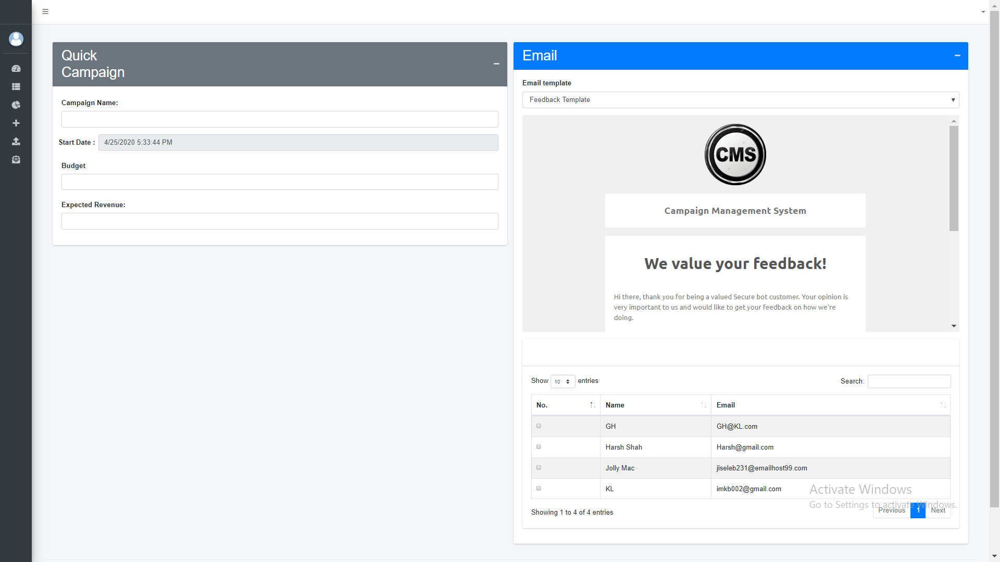 Quick
Campaign
Campaign Name:
Start Date : 4/25/2020 5:33:44 PM
Budget
Expected Revenue:
Email
Email template
Feedback Template
CMS
Campaign Management System
We value your feedback!
Hi there, thank you for being a valued Secure bot customer. Your opinion is
very important to us and would like to get your feedback on how we're
doing.
Show 10 entries Search:
No. Name Email
GH GH@KL.com
Harsh Shah Harsh@gmail.com
Jolly Mac jiseleb231@emailhost99.com
KL imkb002@gmail.com
Activate Windows
Go to Settings to activate Windows.
Showing 1 to 4 of 4 entries Previous 1 Next